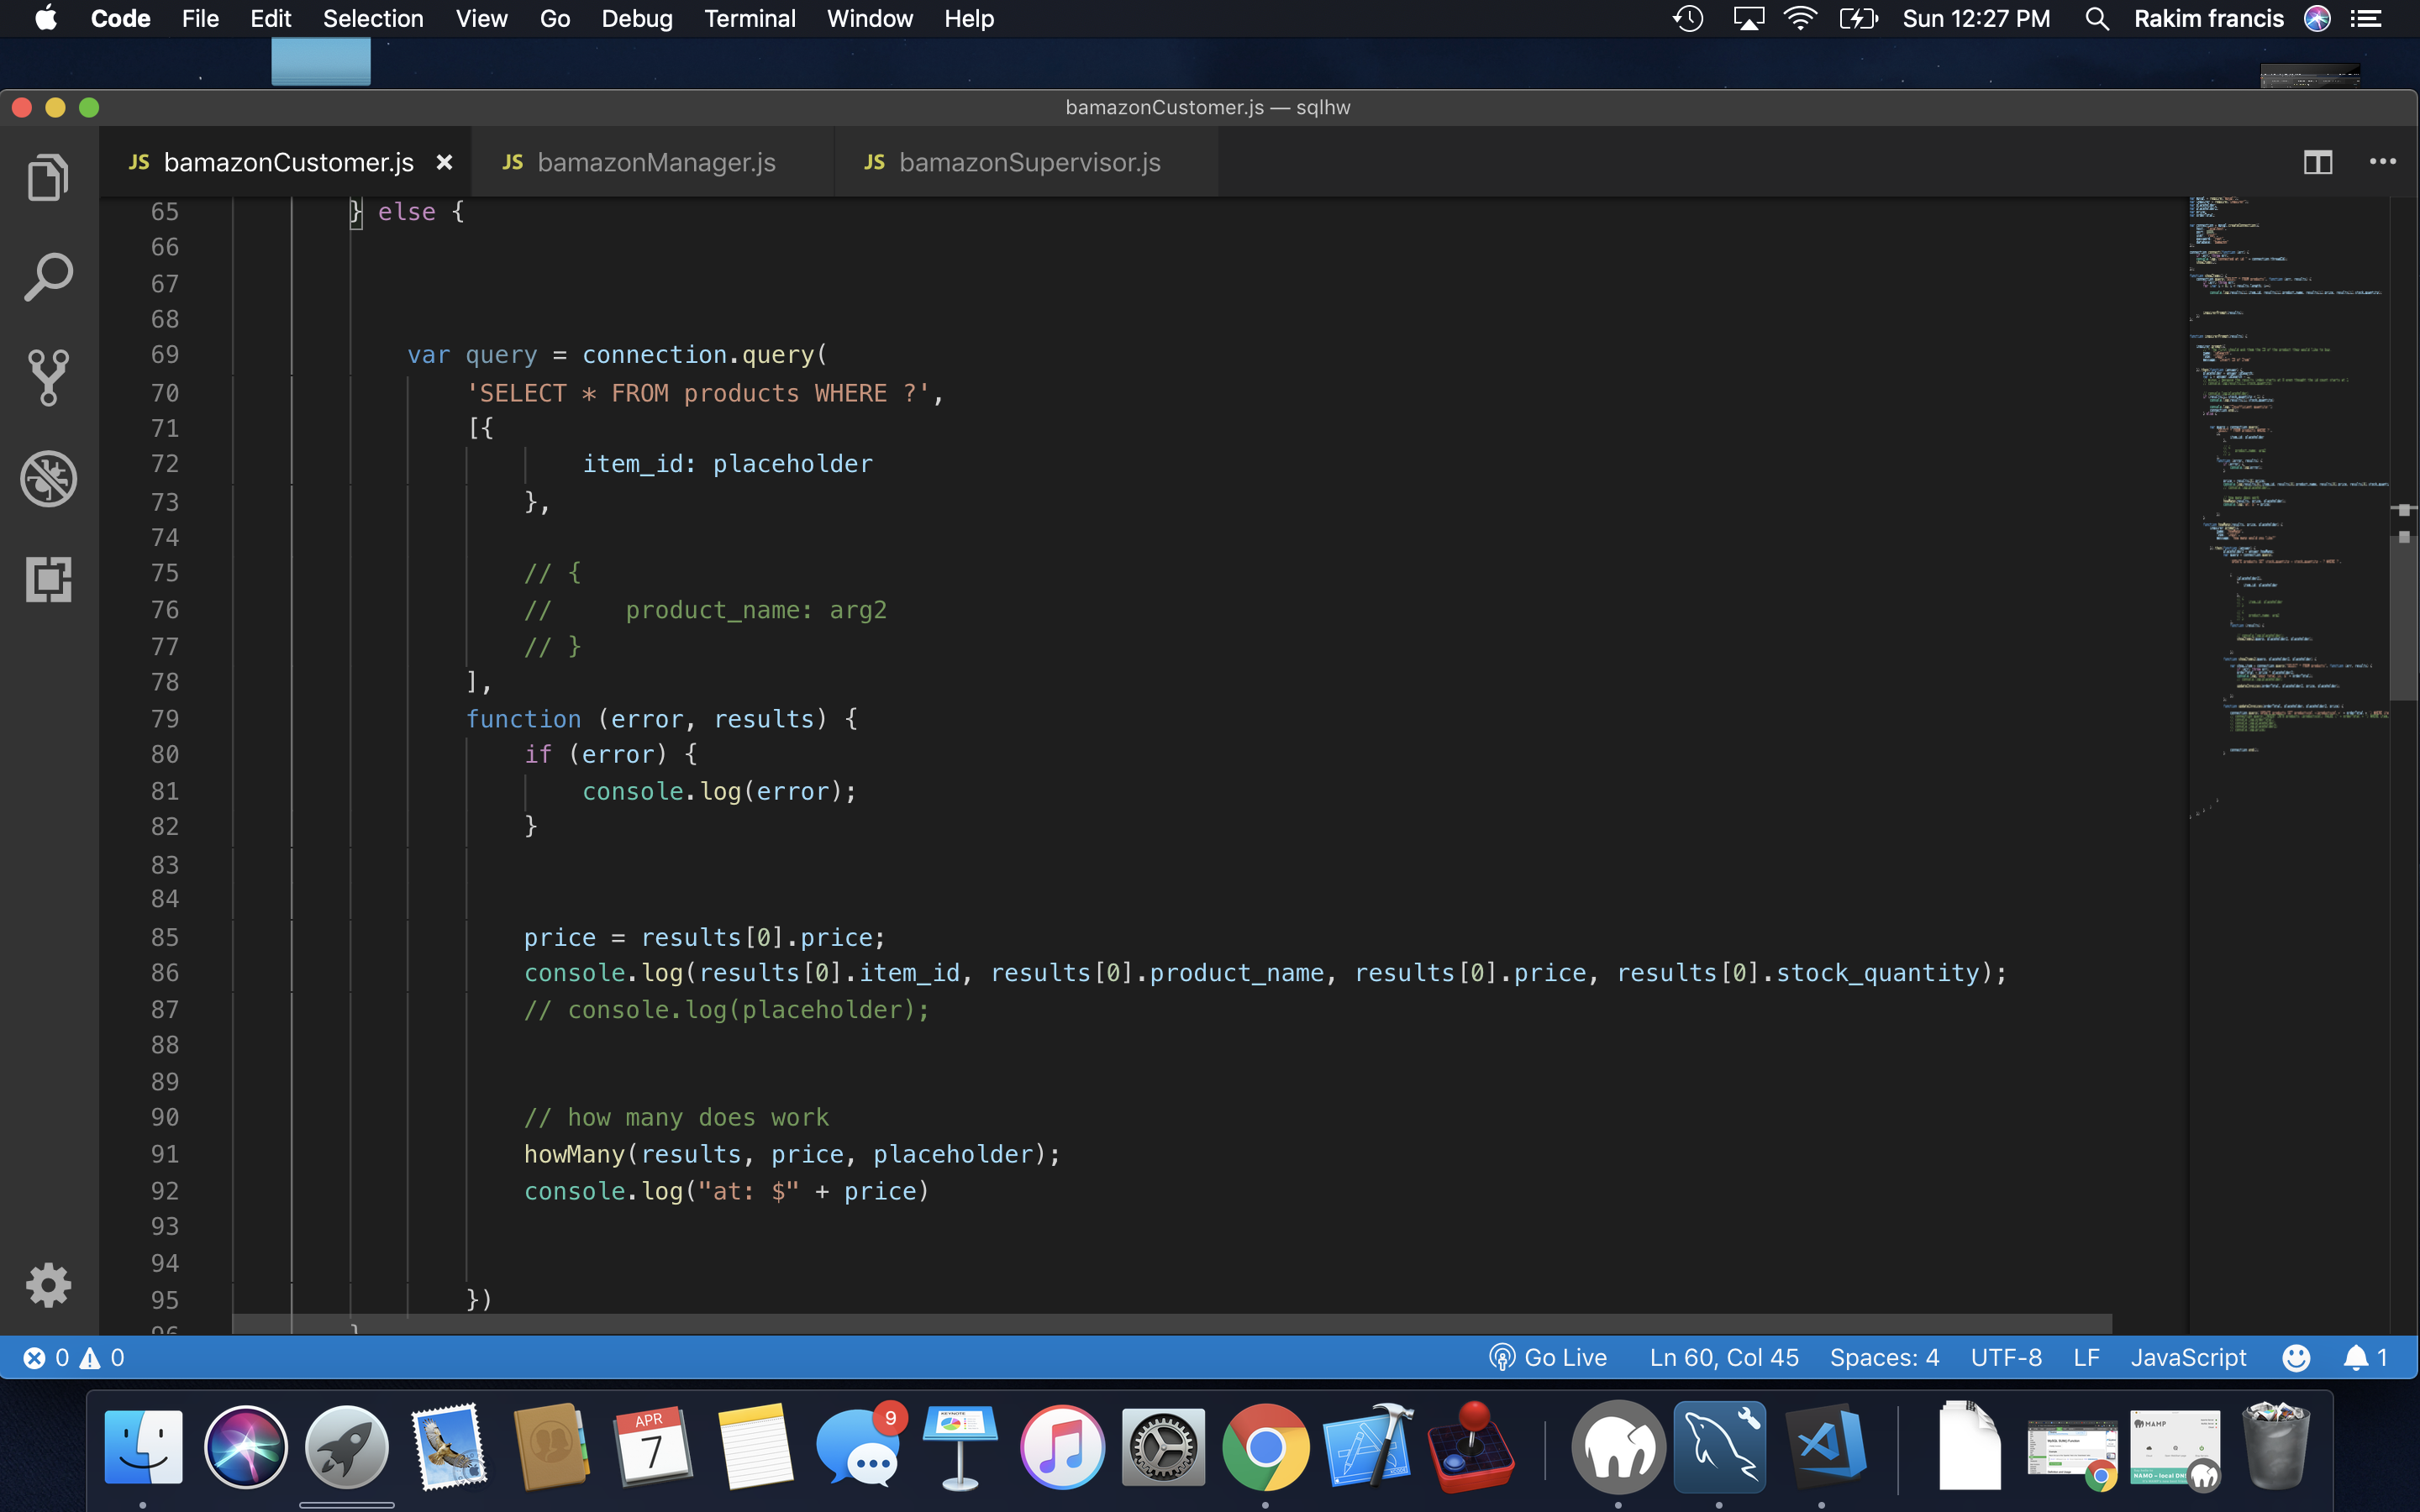 Code File Edit Selection View Go Debug Terminal Window Help Sun 12:27 PM Rakim francis
bamazonCustomer.js — sqlhw
JS bamazonCustomer.js JS bamazonManager.js JS bamazonSupervisor.js
65 } else {
66
67
68
69 var query = connection.query(
70 'SELECT * FROM products WHERE ?',
71 [{
72 item_id: placeholder
73 },
74
75 // {
76 // product_name: arg2
77 // }
78 ],
79 function (error, results) {
80 if (error) {
81 console.log(error);
82 }
83
84
85 price = results[0].price;
86 console.log(results[0].item_id, results[0].product_name, results[0].price, results[0].stock_quantity);
87 // console.log(placeholder);
88
89
90 // how many does work
91 howMany(results, price, placeholder);
92 console.log("at: $" + price)
93
94
95 })
96 }
0 0 Go Live Ln 60, Col 45 Spaces: 4 UTF-8 LF JavaScript 1
9
APR
7
KEYNOTE
MAMP